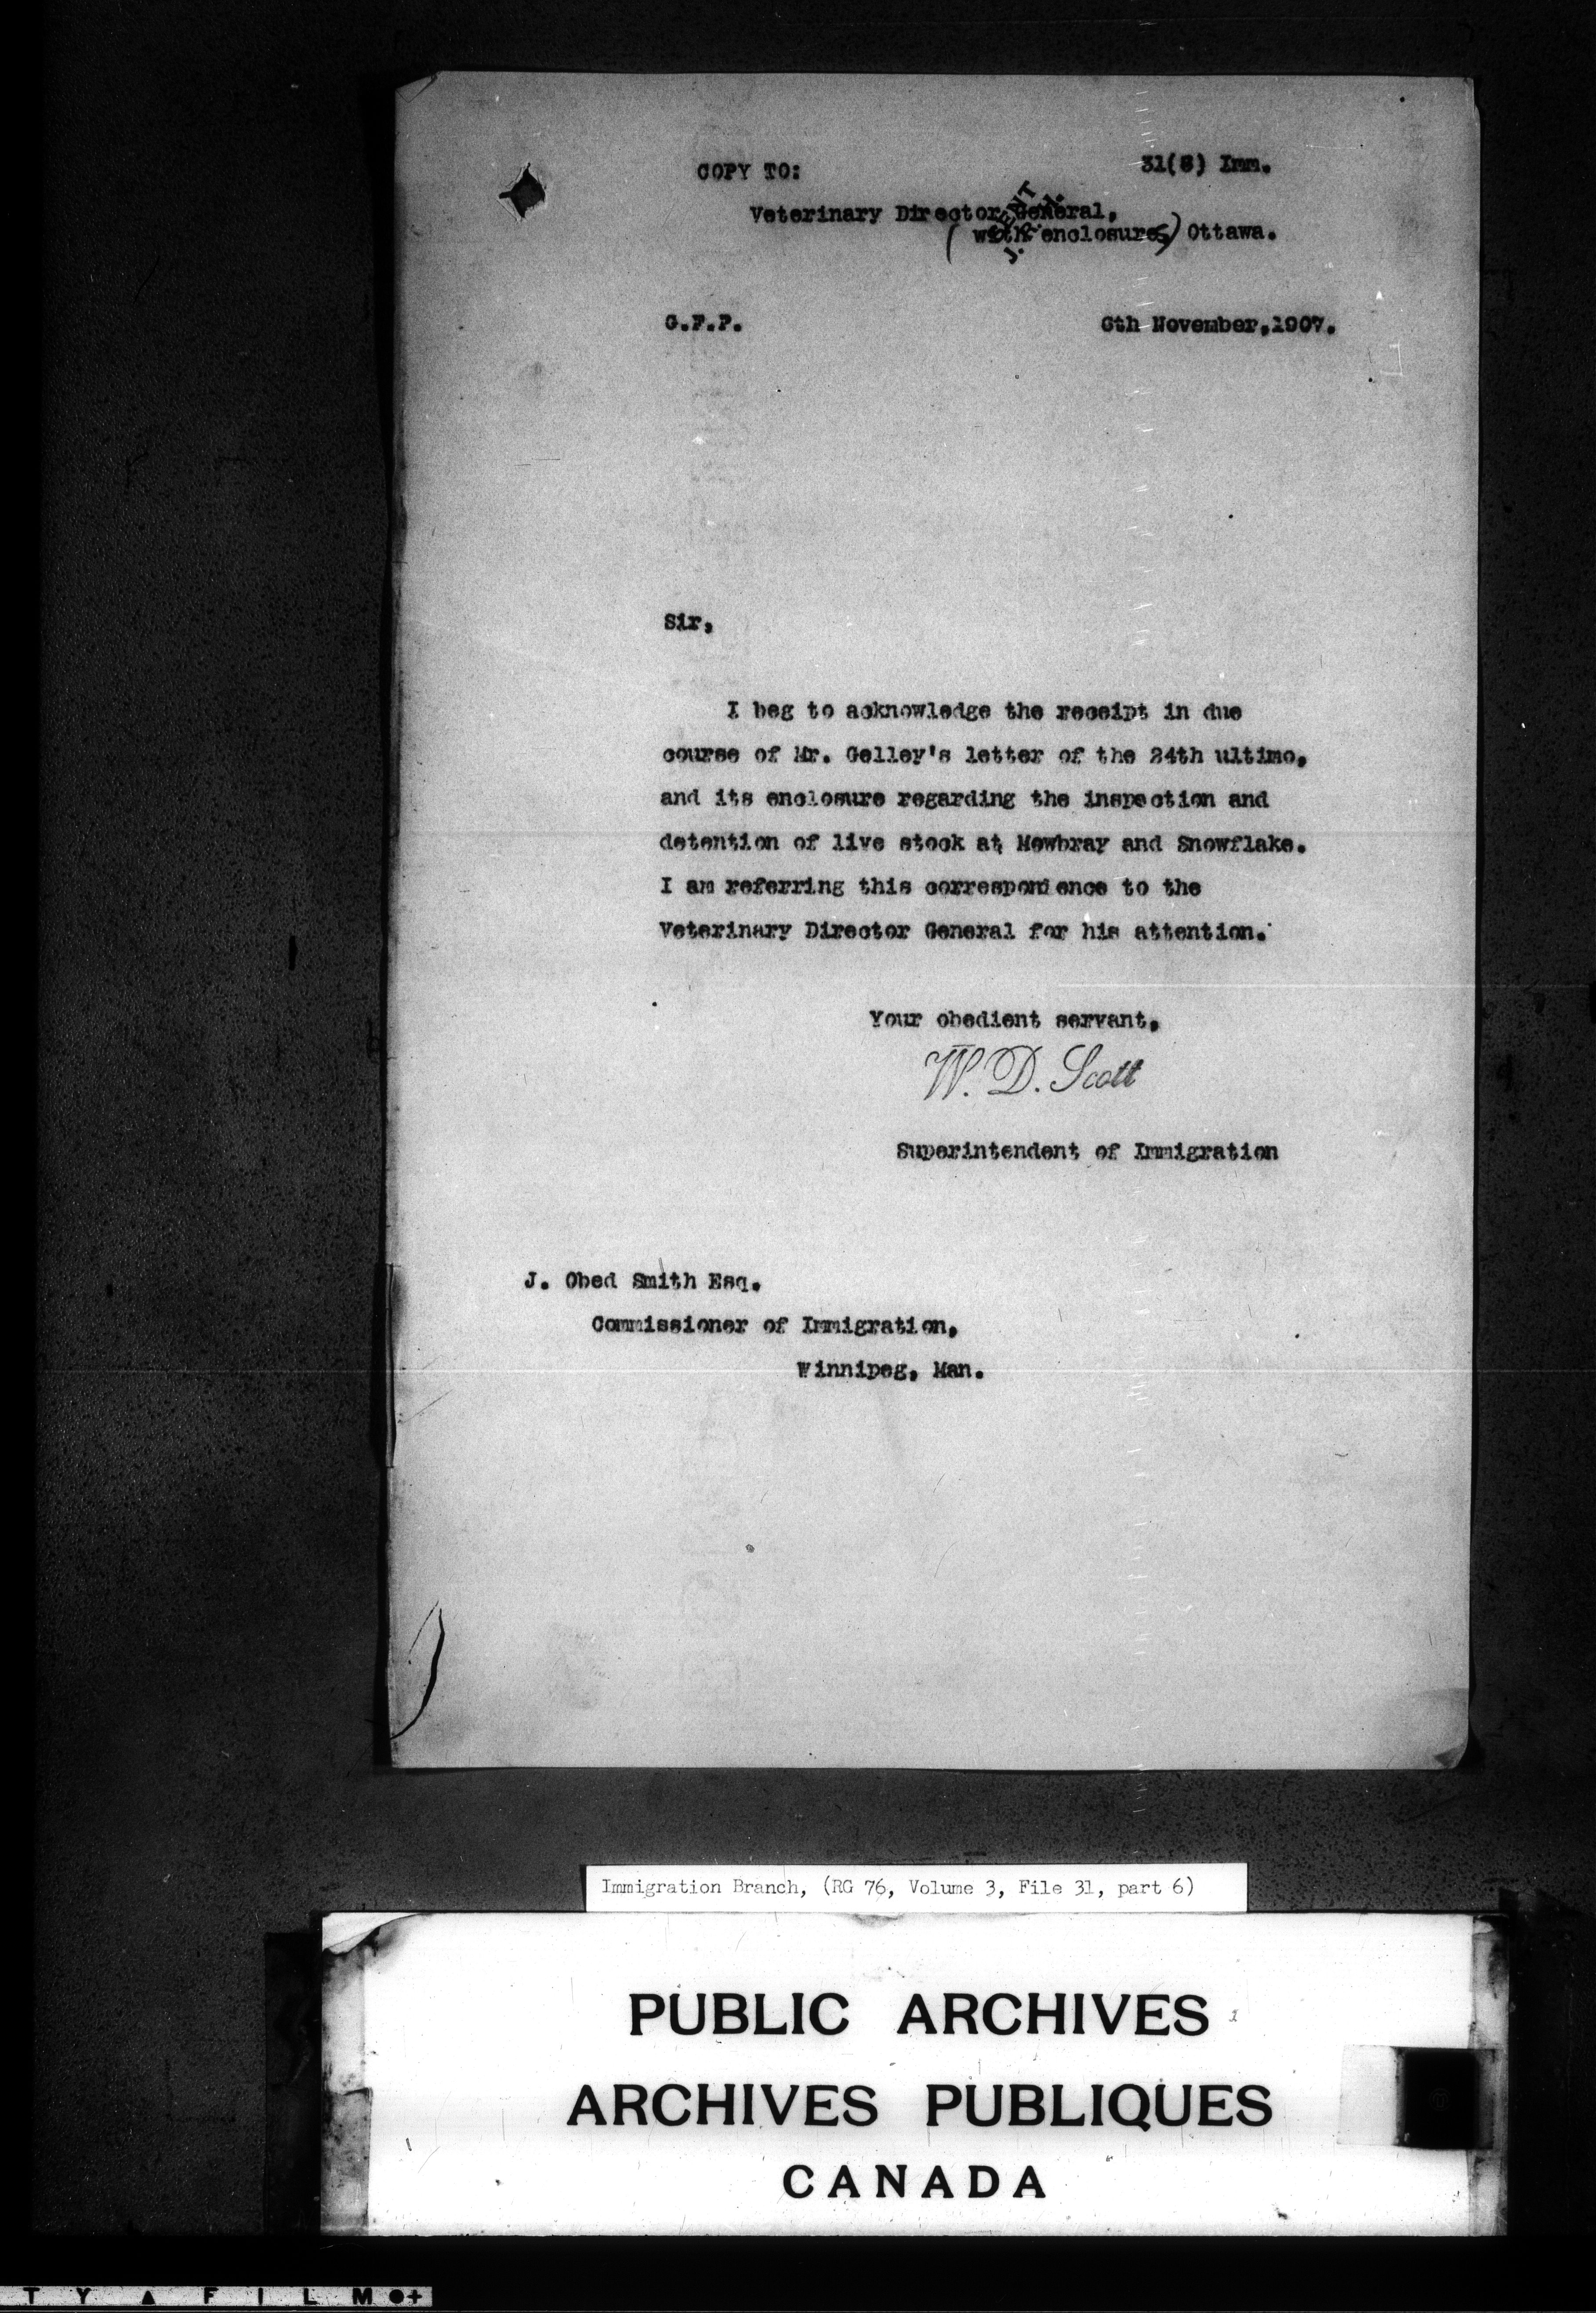 COPY TO:
31(8) Imm.
Veterinary Director General,
( with enclosures) Ottawa.
G.F.P.
6th November,1907.
Sir,
I beg to acknowledge the receipt in due
course of Mr. Gelley's letter of the 24th ultimo,
and its enclosure regarding the inspection and
detention of live stock at Mowbray and Snowflake.
I am referring this correspondence to the
Veterinary Director General for his attention.
Your obedient servant,
W. D. Scott
Superintendent of Immigration
J. Obed Smith Esq.
Commissioner of Immigration,
Winnipeg, Man.
Immigration Branch, (RG 76, Volume 3, File 31, part 6)
PUBLIC ARCHIVES
ARCHIVES PUBLIQUES
CANADA
T Y ▲ F I L M ●+